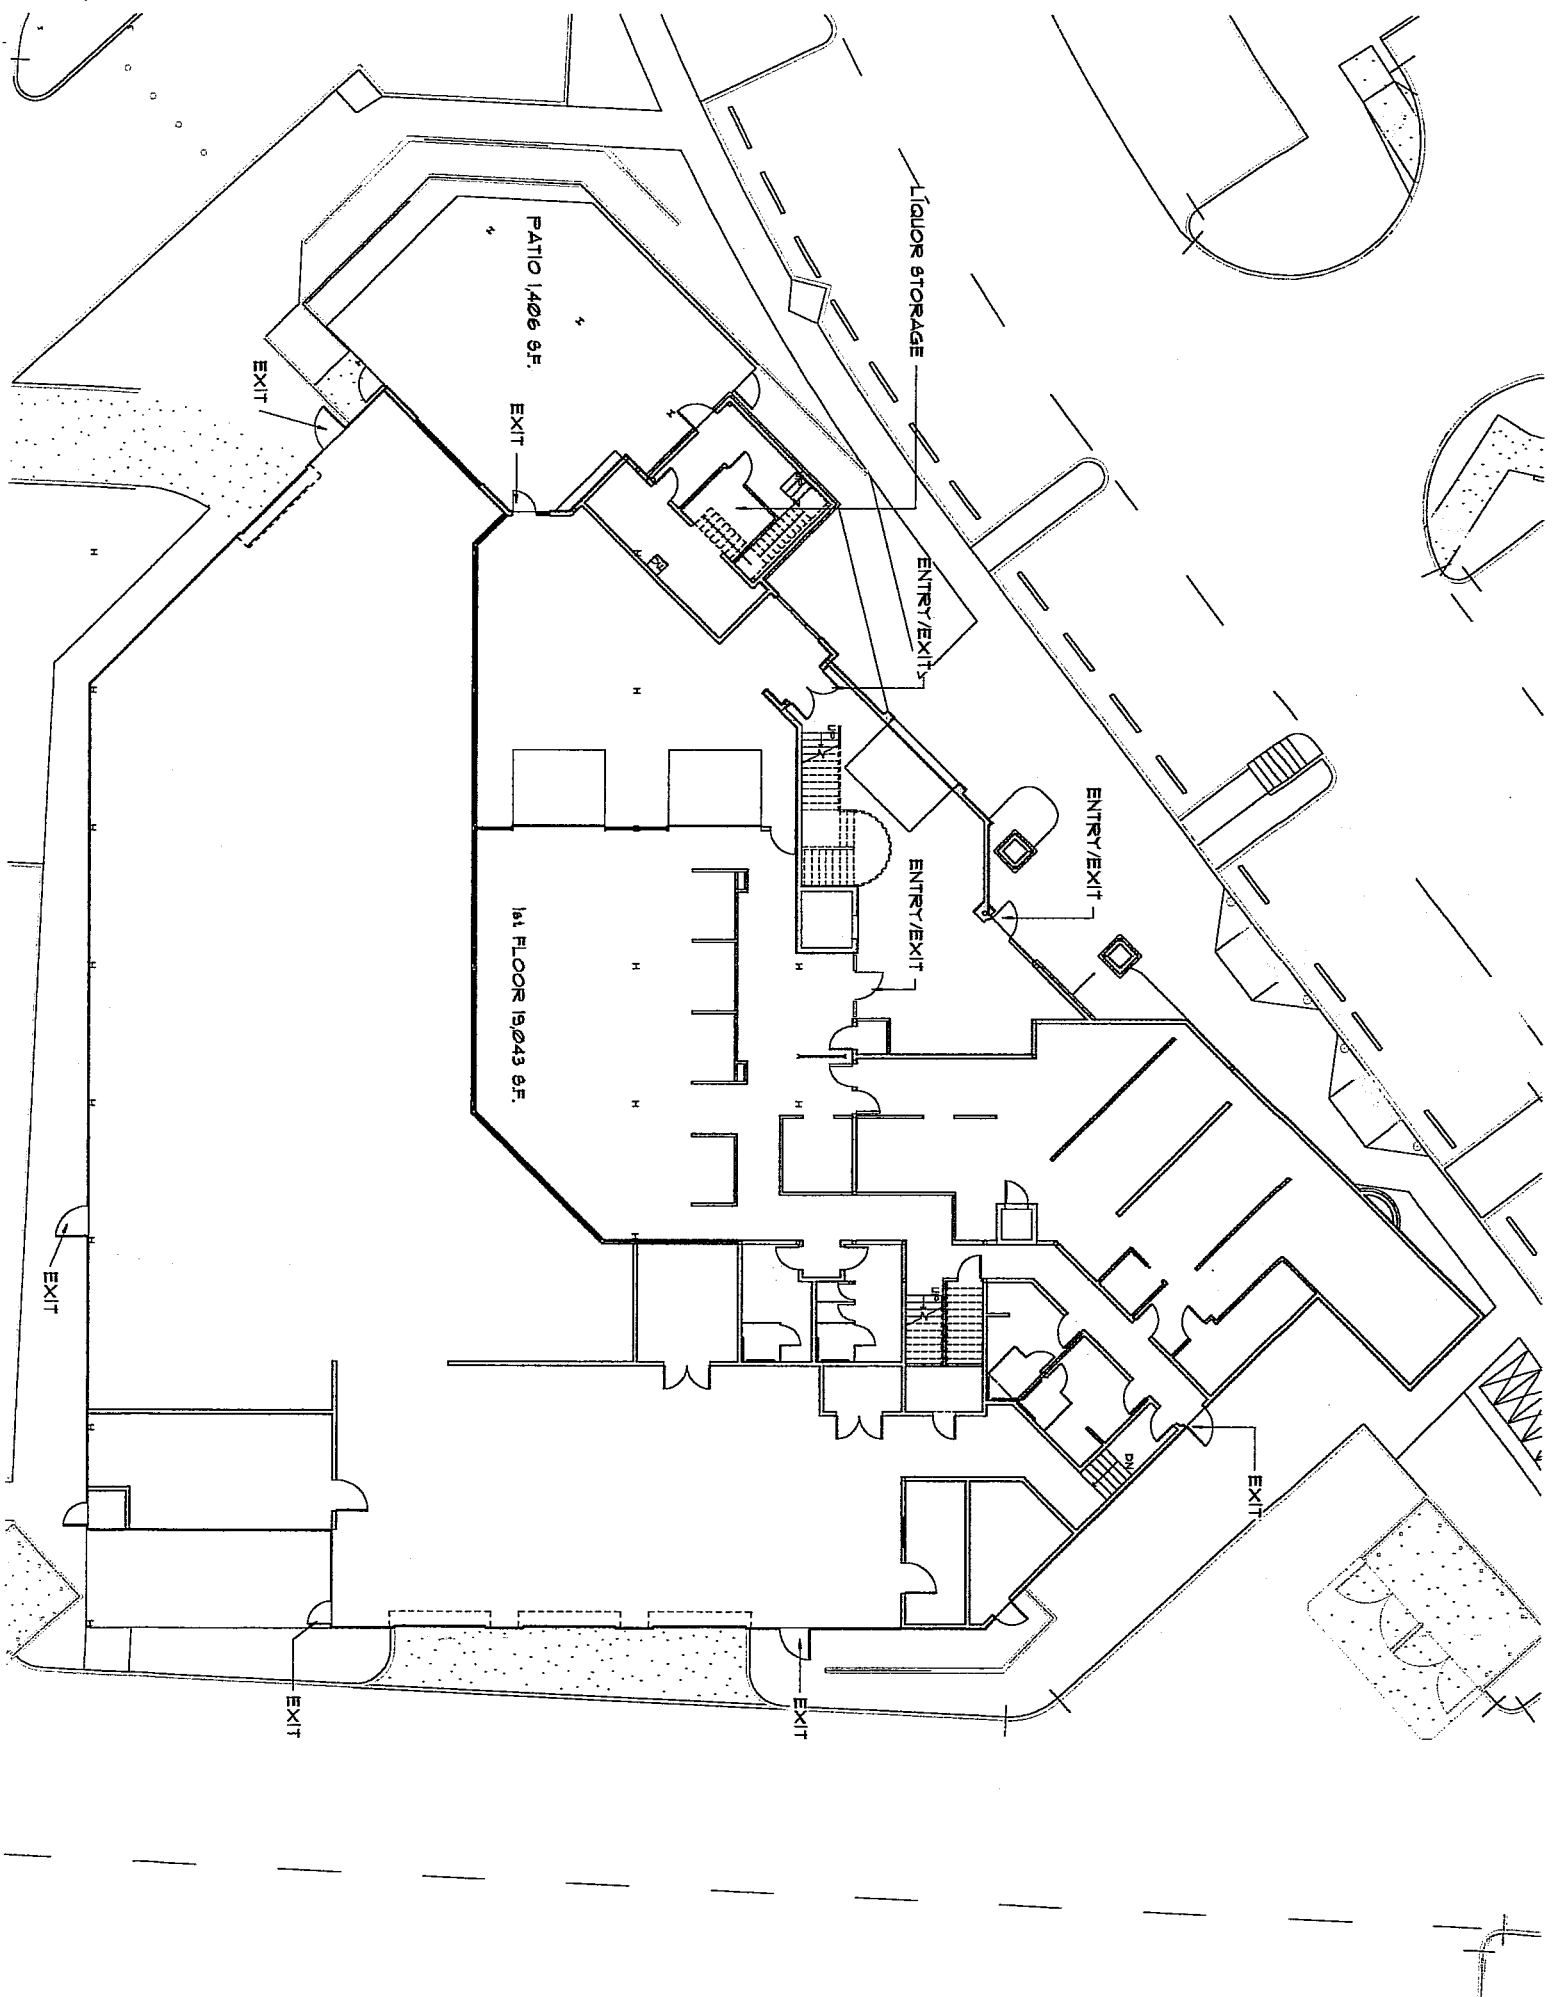 LIQUOR STORAGE
PATIO 1,406 S.F.
EXIT
EXIT
ENTRY/EXIT
UP
ENTRY/EXIT
ENTRY/EXIT
1st FLOOR 19,043 S.F.
EXIT
UP
DN
EXIT
EXIT
EXIT